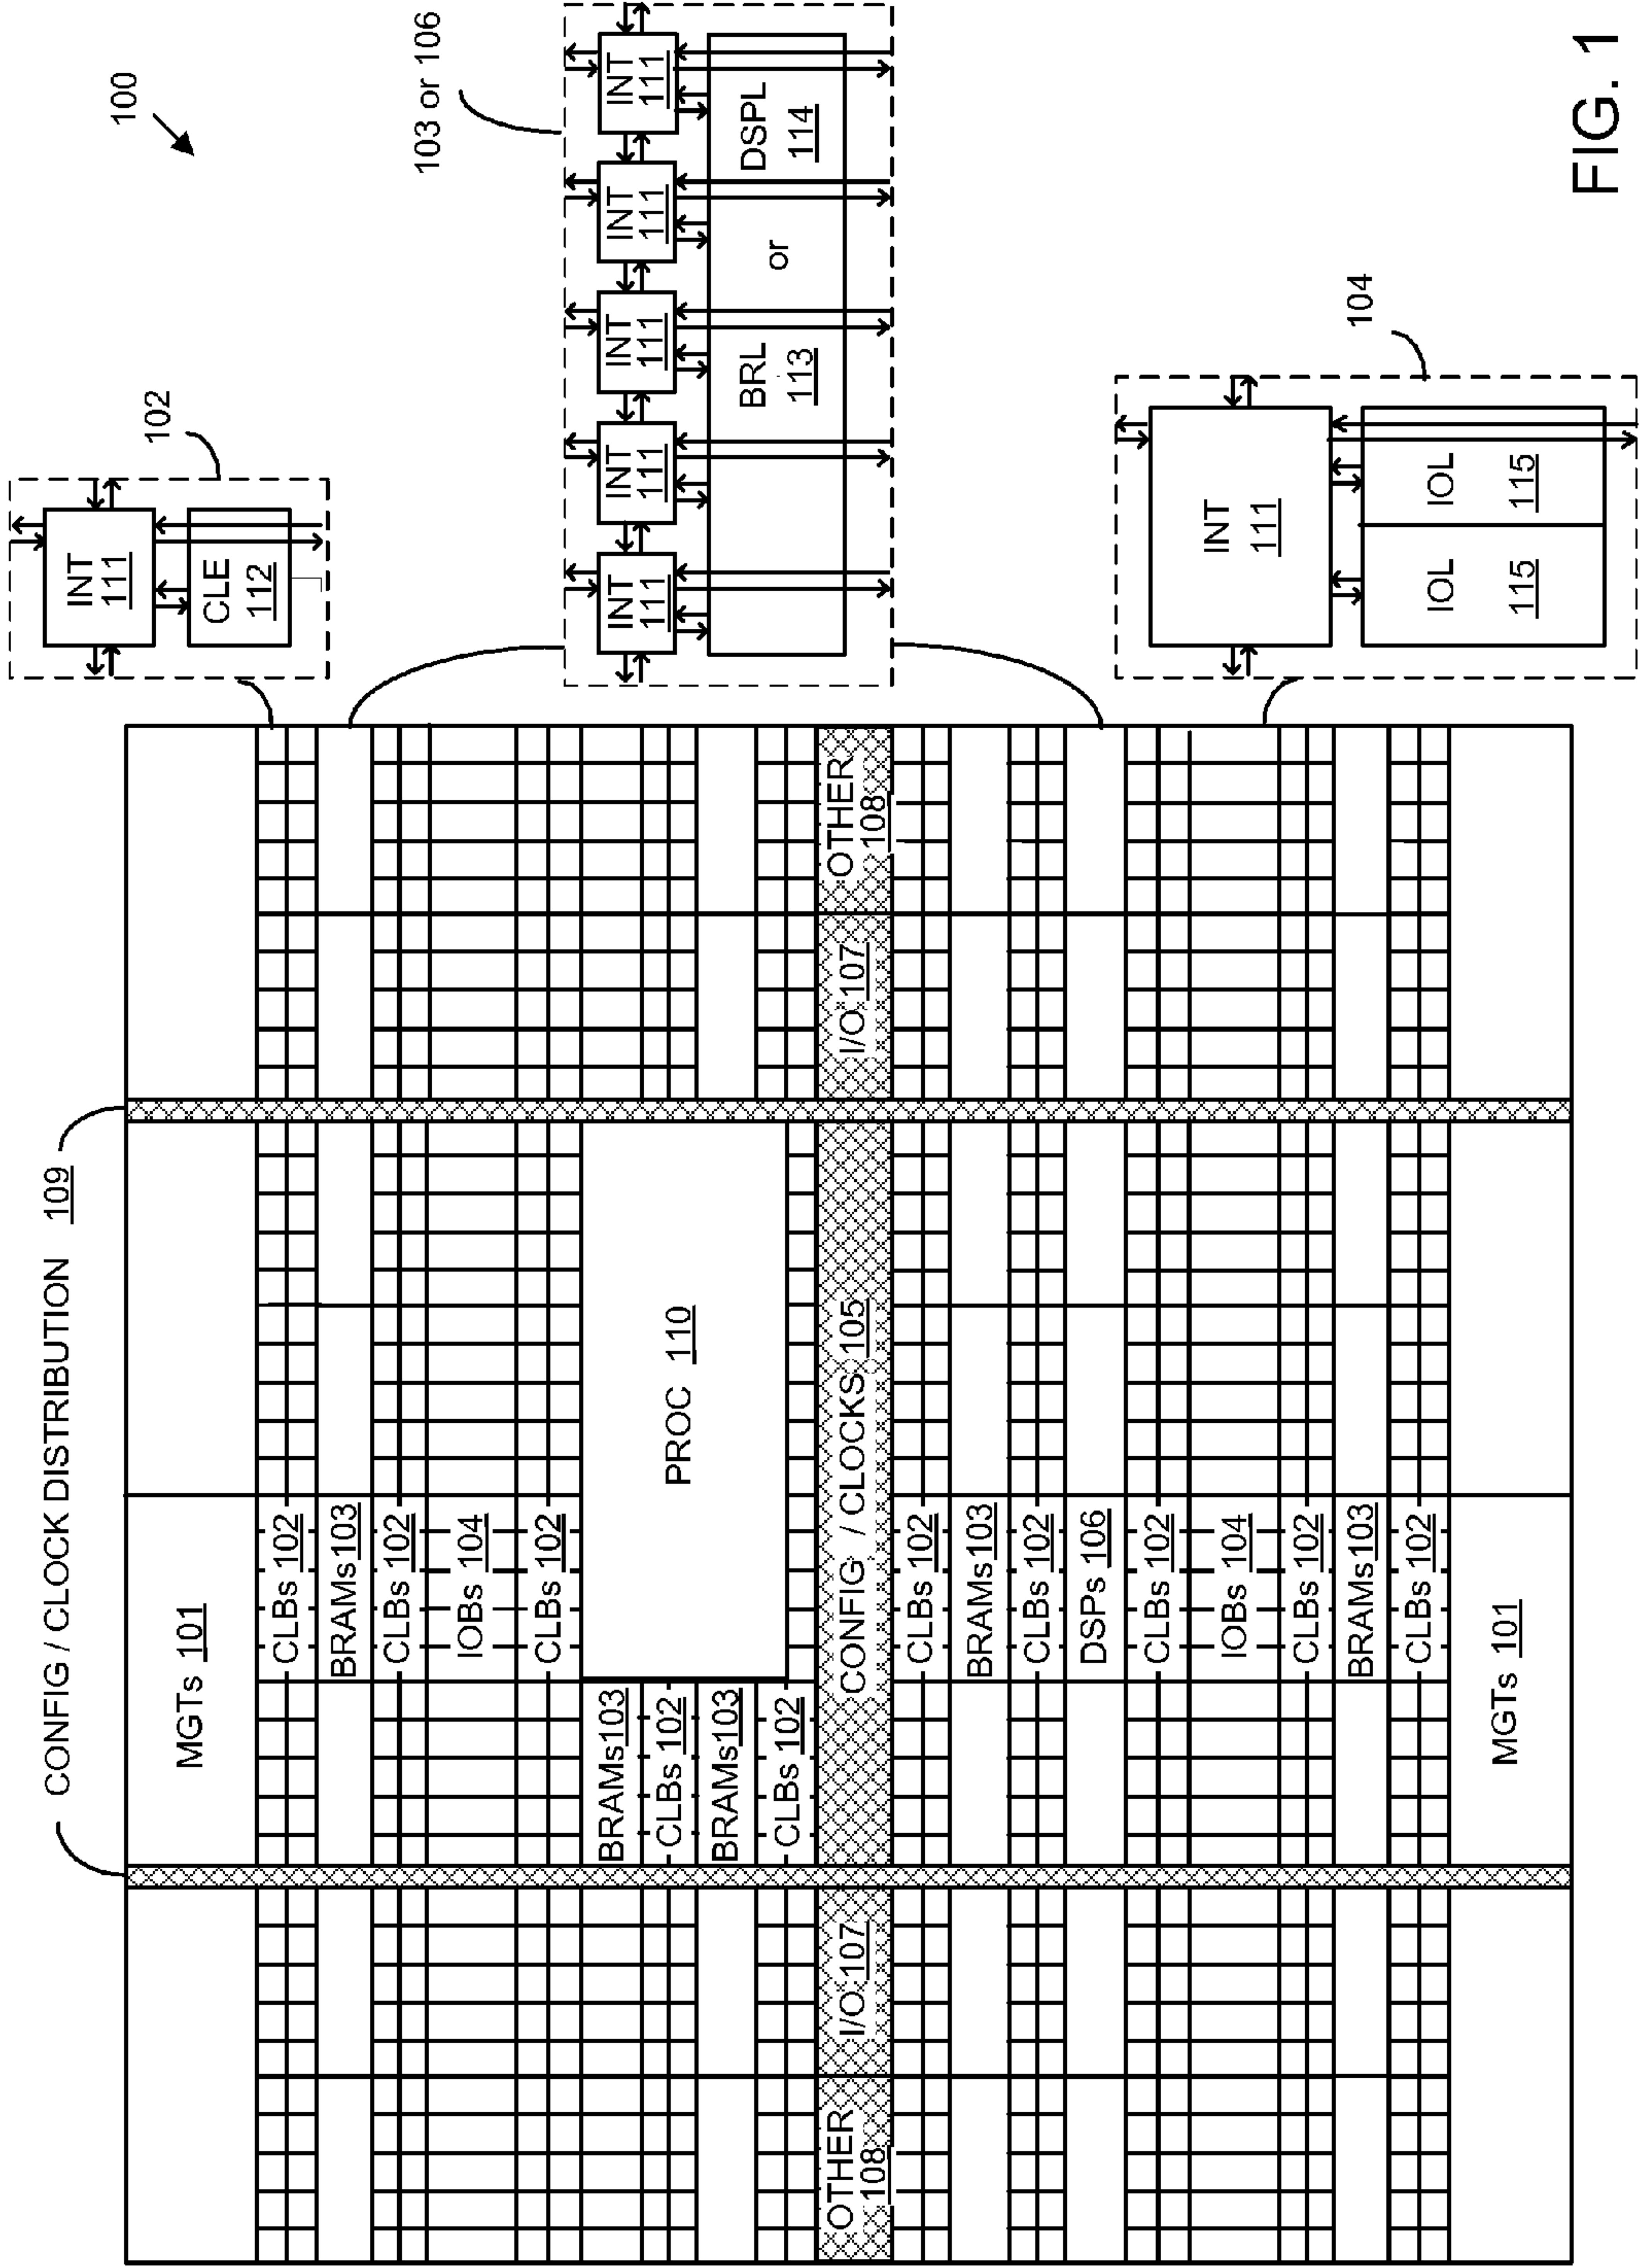 100
CONFIG / CLOCK DISTRIBUTION 109
MGTs 101
CLBs 102
BRAMs 103
CLBs 102
IOBs 104
CLBs 102
BRAMs 103
CLBs 102
BRAMs 103
CLBs 102
PROC 110
OTHER
108
I/O 107
CONFIG / CLOCKS 105
I/O 107
OTHER
108
CLBs 102
BRAMs 103
CLBs 102
DSPs 106
CLBs 102
IOBs 104
CLBs 102
BRAMs 103
CLBs 102
MGTs 101
102
INT
111
CLE
112
103 or 106
INT
111
INT
111
INT
111
INT
111
INT
111
BRL
113
or
DSPL
114
104
INT
111
IOL
115
IOL
115
FIG. 1